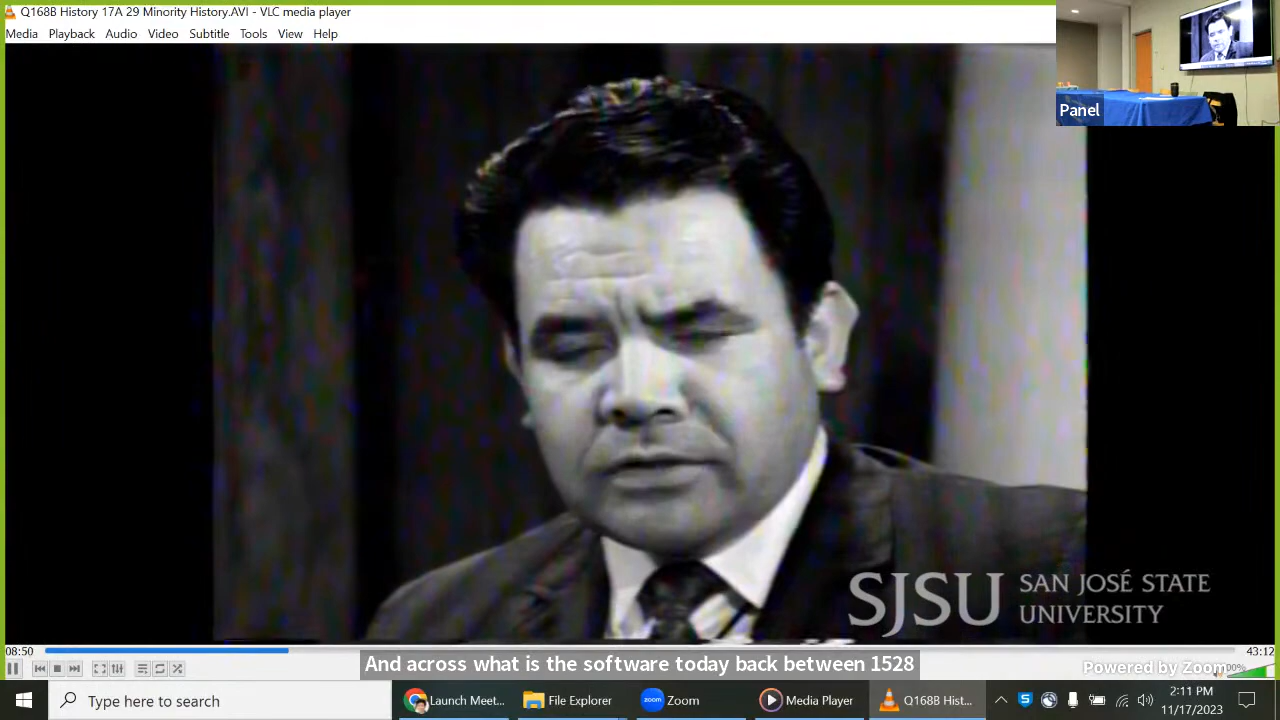 Q168B History 17A 29 Minority History.AVI - VLC media player
Media Playback Audio Video Subtitle Tools View Help
Panel
SJSU SAN JOSÉ STATE
UNIVERSITY
08:50
43:12
And across what is the software today back between 1528
Powered by Zoom
Type here to search
Launch Meet...
File Explorer
zoom
Zoom
Media Player
Q168B Hist...
2:11 PM
11/17/2023